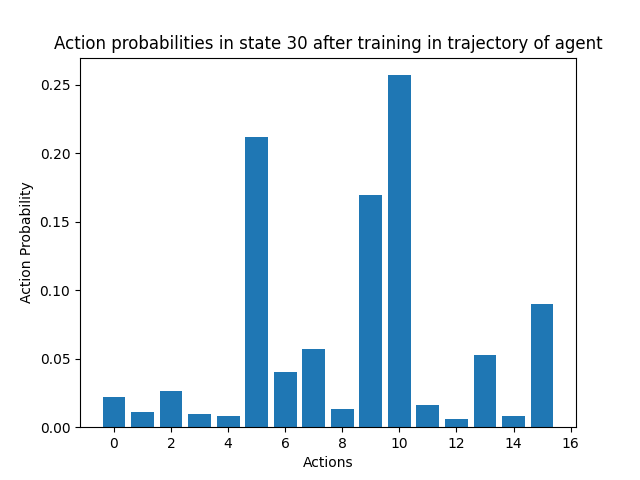 Action probabilities in state 30 after training in trajectory of agent
0.25
0.20
0.15
0.10
0.05
0.00
Action Probability
0 2 4 6 8 10 12 14 16
Actions